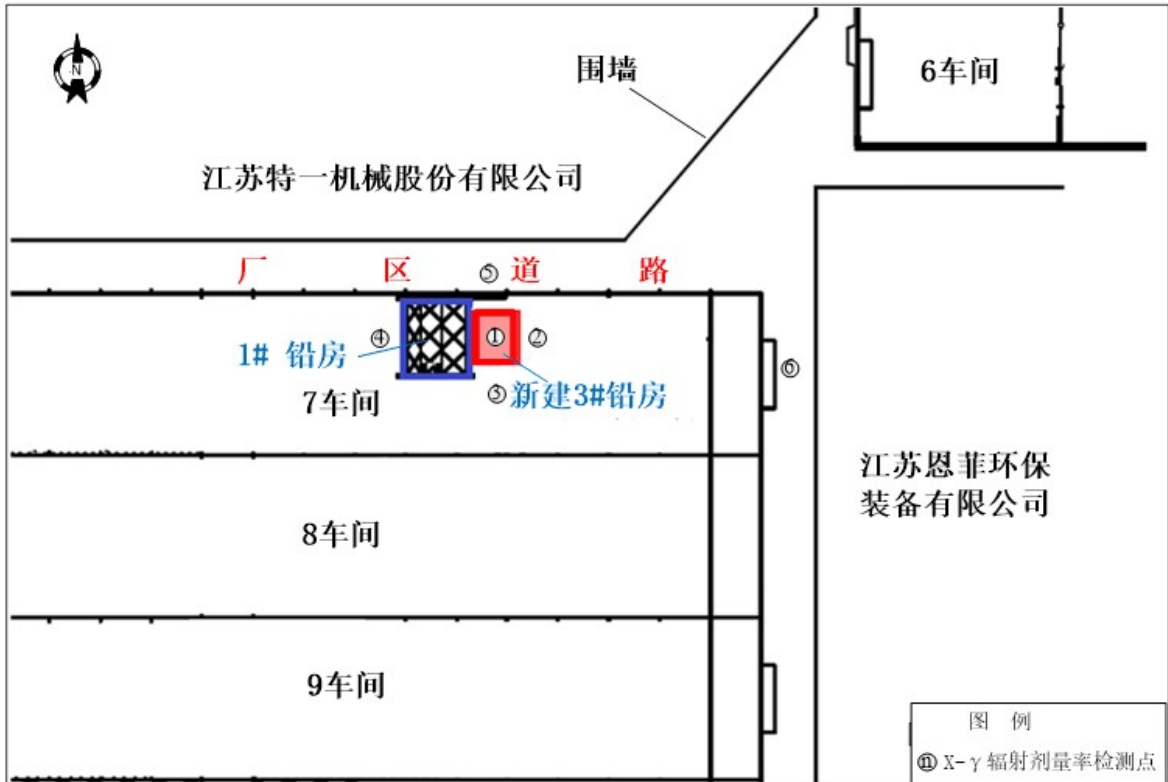 N
围墙
6车间
江苏特一机械股份有限公司
厂 区 道 路
⑤
④
①
②
1# 铅房
⑥
③
新建3#铅房
7车间
江苏恩菲环保
装备有限公司
8车间
9车间
图 例
⑪ X-γ辐射剂量率检测点